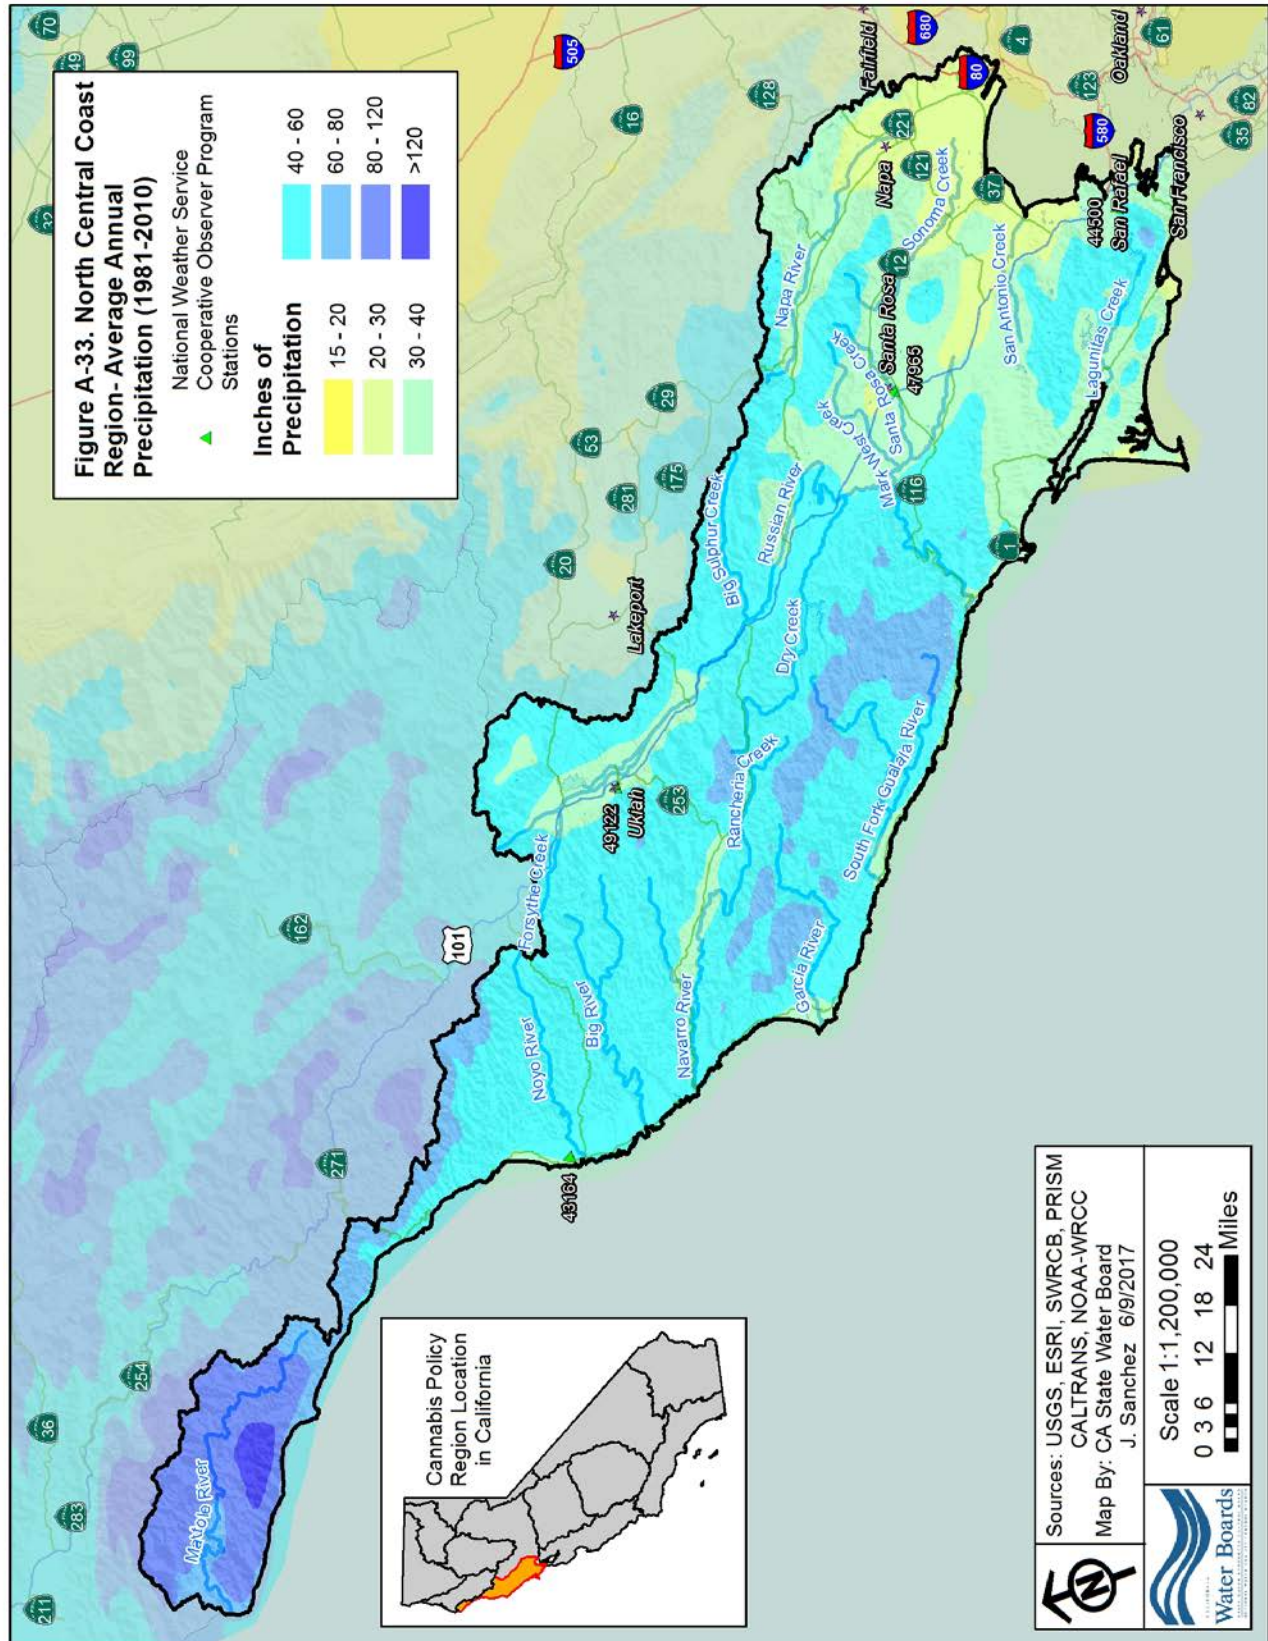 Figure A-33. North Central Coast
Region- Average Annual
Precipitation (1981-2010)
National Weather Service
Cooperative Observer Program
Stations
Inches of
Precipitation
15 - 20
20 - 30
30 - 40
40 - 60
60 - 80
80 - 120
>120
211
283
36
254
271
162
101
32
70
49
99
505
16
128
20
53
29
281
175
253
116
1
12
121
221
37
80
680
4
580
123
61
82
35
Mattole River
43164
Noyo River
Big River
Forsythe Creek
49122
Ukiah
Lakeport
Navarro River
Rancheria Creek
Garcia River
South Fork Gualala River
Dry Creek
Big Sulphur Creek
Russian River
Mark West Creek
Santa Rosa Creek
Santa Rosa
47965
Napa River
Napa
Sonoma Creek
Fairfield
San Antonio Creek
Lagunitas Creek
44500
San Rafael
San Francisco
Oakland
Cannabis Policy
Region Location
in California
N
Sources: USGS, ESRI, SWRCB, PRISM
CALTRANS, NOAA-WRCC
Map By: CA State Water Board
J. Sanchez 6/9/2017
CALIFORNIA
Water Boards
Scale 1:1,200,000
0 3 6 12 18 24
Miles